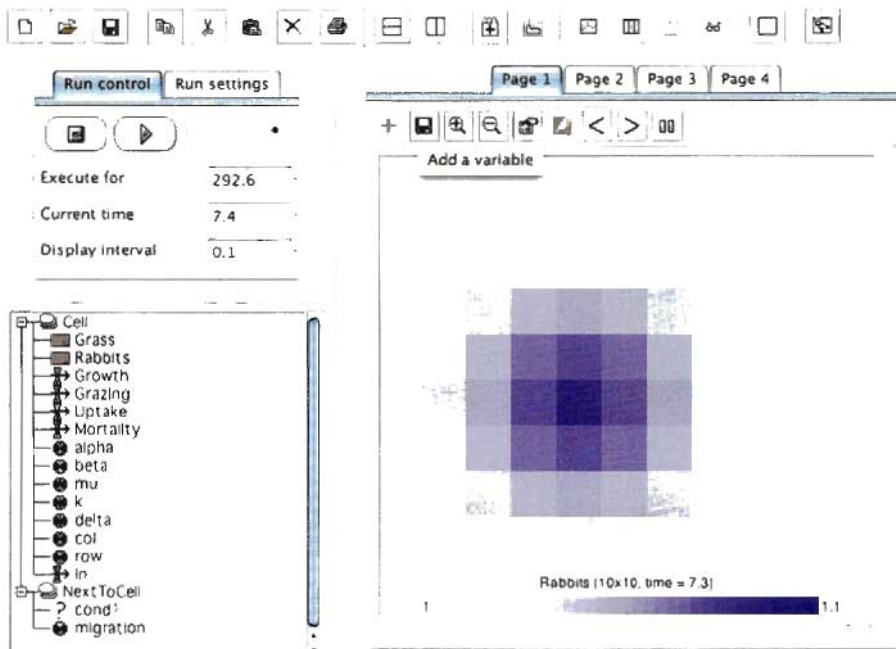 Run control Run settings
Page 1 Page 2 Page 3 Page 4
Add a variable
Execute for 292.6
Current time 7.4
Display interval 0.1
Cell
Grass
Rabbits
Growth
Grazing
Uptake
Mortality
alpha
beta
mu
k
delta
col
row
in
NextToCell
? cond1
migration
Rabbits (10x10, time = 7.3)
1 1.1